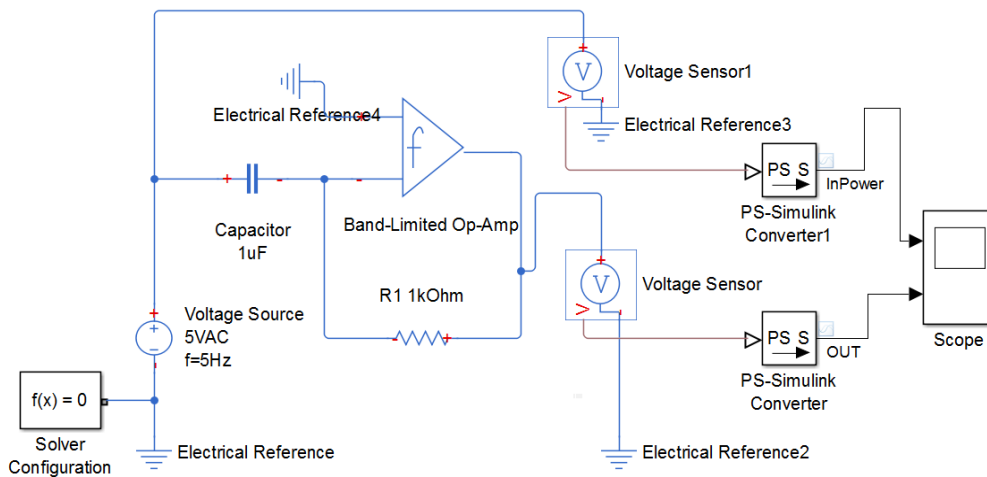 V
Voltage Sensor1
Electrical Reference4
Electrical Reference3
PS S
InPower
PS-Simulink
Converter1
Capacitor
1uF
Band-Limited Op-Amp
V
Voltage Sensor
R1 1kOhm
Voltage Source
5VAC
f=5Hz
PS S
OUT
Scope
PS-Simulink
Converter
f(x) = 0
Solver
Configuration
Electrical Reference
Electrical Reference2